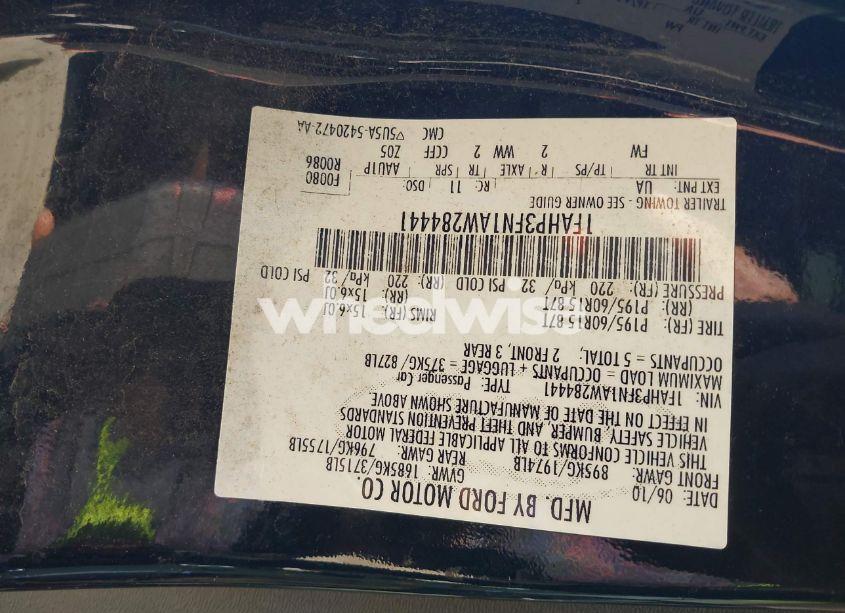 MFD. BY FORD MOTOR CO.
DATE: 06/10
GVWR: 1685KG/3715LB
FRONT GAWR: 895KG/1974LB
REAR GAWR: 796KG/1755LB
THIS VEHICLE CONFORMS TO ALL APPLICABLE FEDERAL MOTOR
VEHICLE SAFETY, BUMPER, AND THEFT PREVENTION STANDARDS
IN EFFECT ON THE DATE OF MANUFACTURE SHOWN ABOVE
VIN: 1FAHP3FN1AW284441
TYPE: Passenger Car
MAXIMUM LOAD = OCCUPANTS + LUGGAGE = 375KG/ 827LB
OCCUPANTS = 5 TOTAL, 2 FRONT, 3 REAR
TIRE (FR): P195/60R15 87T RIMS (FR): 15x6.0J
(RR): P195/60R15 87T (RR): 15x6.0J
PRESSURE: (FR) 220 kPa/ 32 PSI COLD (RR): 220 kPa/ 32 PSI COLD
1FAHP3FN1AW284441
TRAILER TOWING - SEE OWNER GUIDE
EXT PNT: UA RC: 11 DSO: F0080
R0086
INT TR TP/PS R AXLE TR SPR AAU1P
FW 2 WW 2 CCFF Z05
CMC
▽5U5A-5420472-AA
wheelwise